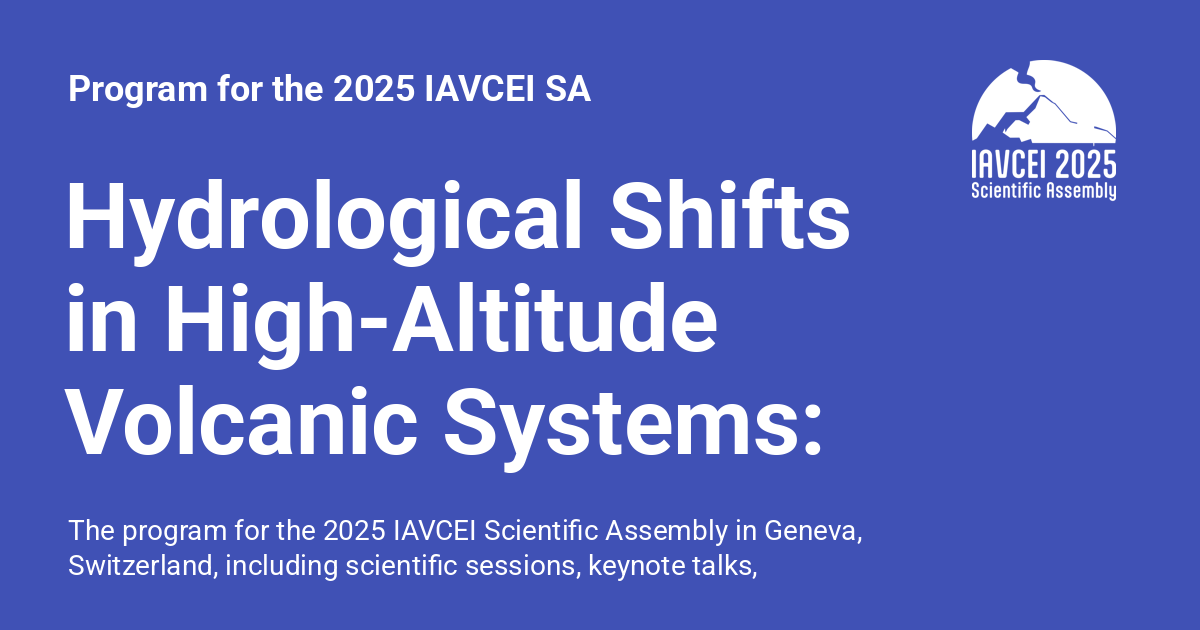 Program for the 2025 IAVCEI SA
IAVCEI 2025
Scientific Assembly
Hydrological Shifts
in High-Altitude
Volcanic Systems:
The program for the 2025 IAVCEI Scientific Assembly in Geneva,
Switzerland, including scientific sessions, keynote talks,